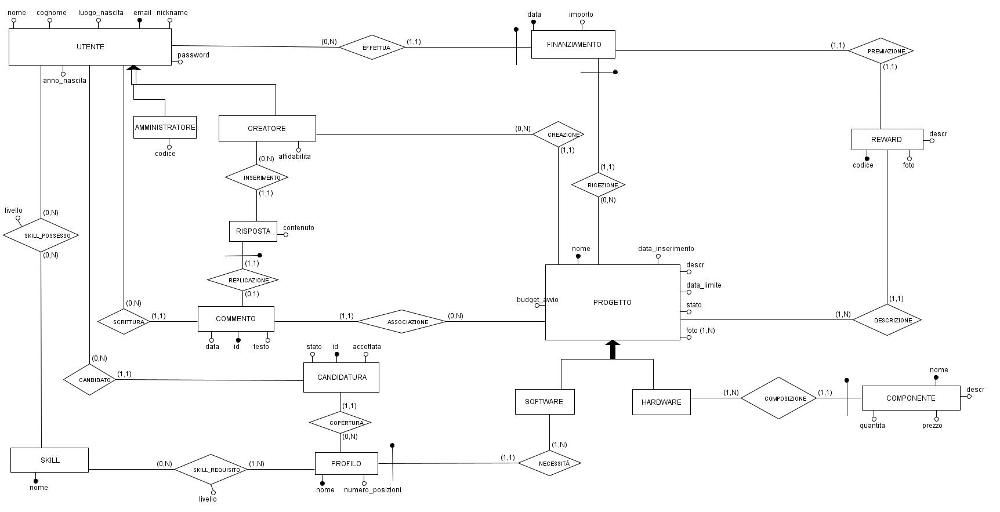 nome cognome luogo_nascita email nickname
UTENTE
password
anno_nascita
(0,N) EFFETTUA (1,1)
data importo
FINANZIAMENTO
(1,1) PREMIAZIONE
(1,1)
AMMINISTRATORE
codice
CREATORE
affidabilita
(0,N) CREAZIONE
(1,1)
REWARD
descr
codice foto
(0,N)
INSERIMENTO
(1,1)
(1,1)
RICEZIONE
(0,N)
livello
(0,N)
SKILL_POSSESSO
(0,N)
RISPOSTA
contenuto
(1,1)
REPLICAZIONE
(0,1)
nome data_inserimento
descr
data_limite
budget_avvio
PROGETTO
stato
foto (1,N)
(0,N)
SCRITTURA (1,1)
COMMENTO
data id testo
(1,1) ASSOCIAZIONE (0,N)
(1,N) DESCRIZIONE
(1,1)
(0,N)
CANDIDATO (1,1)
stato id accettata
CANDIDATURA
(1,1)
COPERTURA
(0,N)
SOFTWARE
HARDWARE
(1,N) COMPOSIZIONE (1,1)
nome
COMPONENTE
descr
quantita prezzo
SKILL
nome
(0,N) SKILL_REQUISITO (1,N)
livello
PROFILO
nome numero_posizioni
(1,1) NECESSITÁ
(1,N)